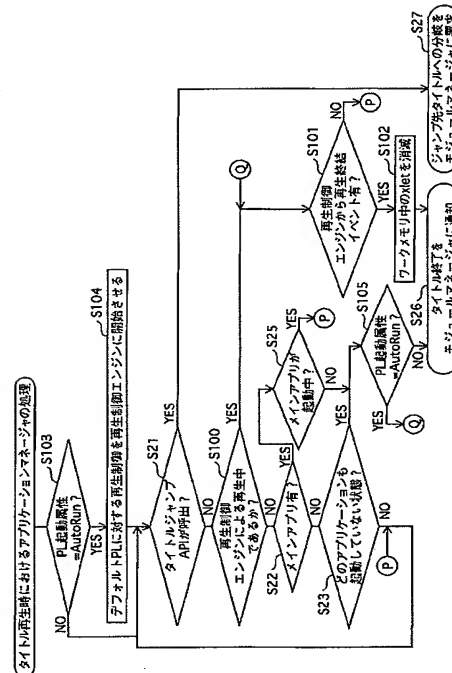 タイトル再生時におけるアプリケーションマネージャの処理
S103
PL起動属性
=AutoRun?
NO
YES
S104
デフォルトPLに対する再生制御を再生制御エンジンに開始させる
S21
タイトルジャンプ
APIが呼出?
YES
NO
S100
再生制御
エンジンによる再生中
であるか?
YES
NO
S22
メインアプリ有?
YES
NO
S25
メインアプリが
起動中?
YES
P
NO
S23
どのアプリケーションも
起動していない状態?
YES
NO
P
S105
PL起動属性
=AutoRun?
YES
Q
NO
Q
S101
再生制御
エンジンから再生終結
イベント有?
NO
P
YES
S102
ワークメモリ中のxletを消滅
S26
タイトル終了を
モジュールマネージャに通知
S27
ジャンプ先タイトルへの分岐を
モジュールマネージャに要求